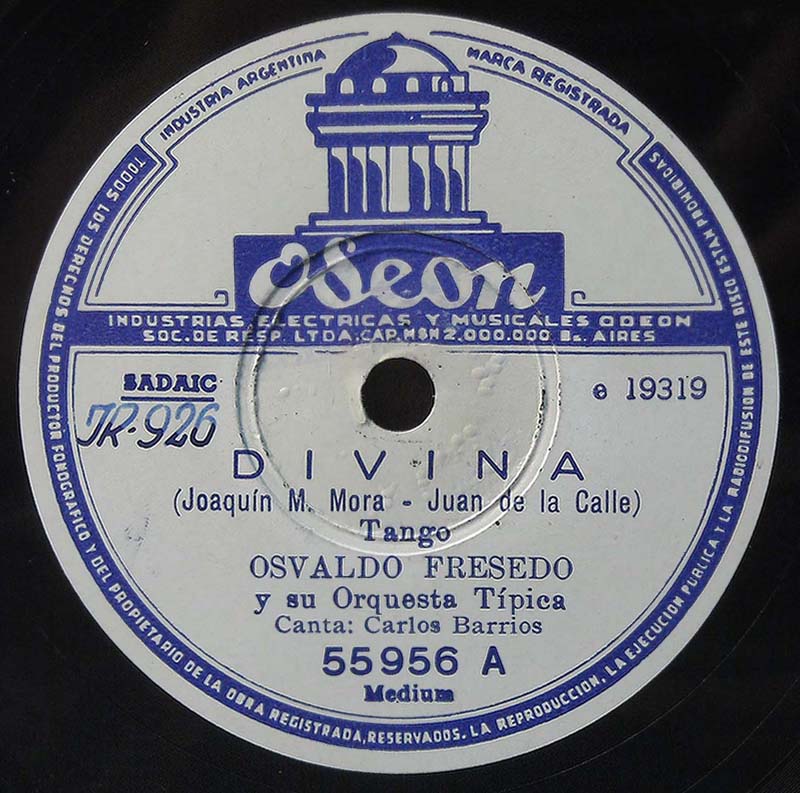 INDUSTRIA ARGENTINA
MARCA REGISTRADA
Odeon
INDUSTRIAS ELECTRICAS Y MUSICALES ODEON
SOC. DE RESP. LTDA. CAP. M$N 2.000.000 Bs. AIRES
SADAIC
JR-926
e 19319
DIVINA
(Joaquín M. Mora - Juan de la Calle)
Tango
OSVALDO FRESEDO
y su Orquesta Típica
Canta: Carlos Barrios
55956 A
Medium
TODOS LOS DERECHOS DEL PRODUCTOR FONOGRAFICO Y DEL PROPIETARIO DE LA OBRA REGISTRADA, RESERVADOS. LA REPRODUCCION, LA EJECUCION PUBLICA Y LA RADIODIFUSION DE ESTE DISCO ESTAN PROHIBIDAS